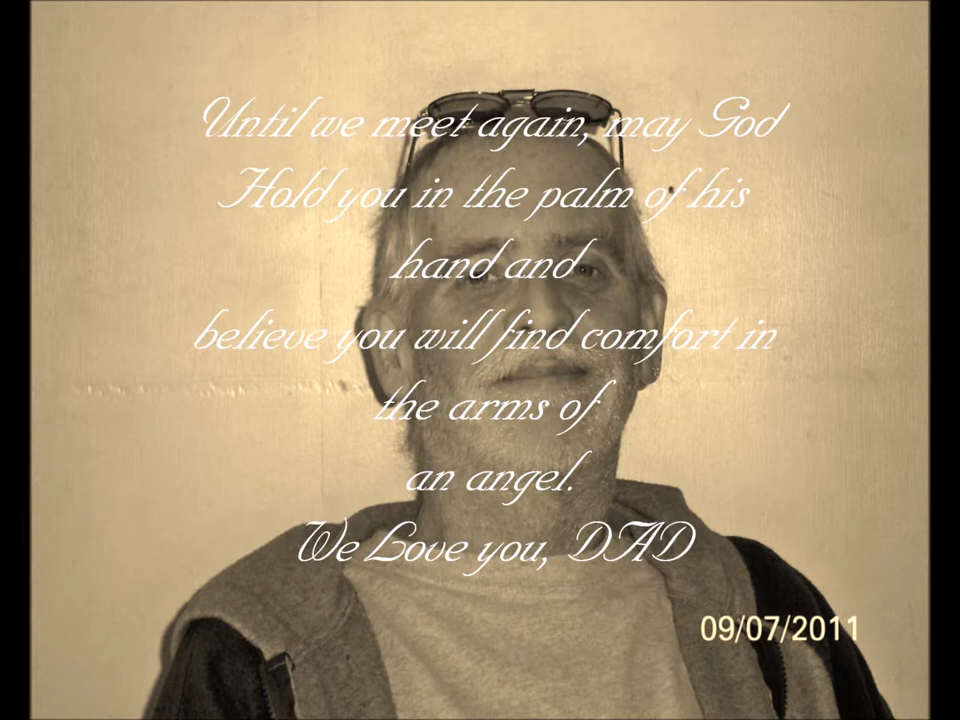 Until we meet again, may God
Hold you in the palm of his
hand and
believe you will find comfort in
the arms of
an angel.
We Love you, DAD
09/07/2011